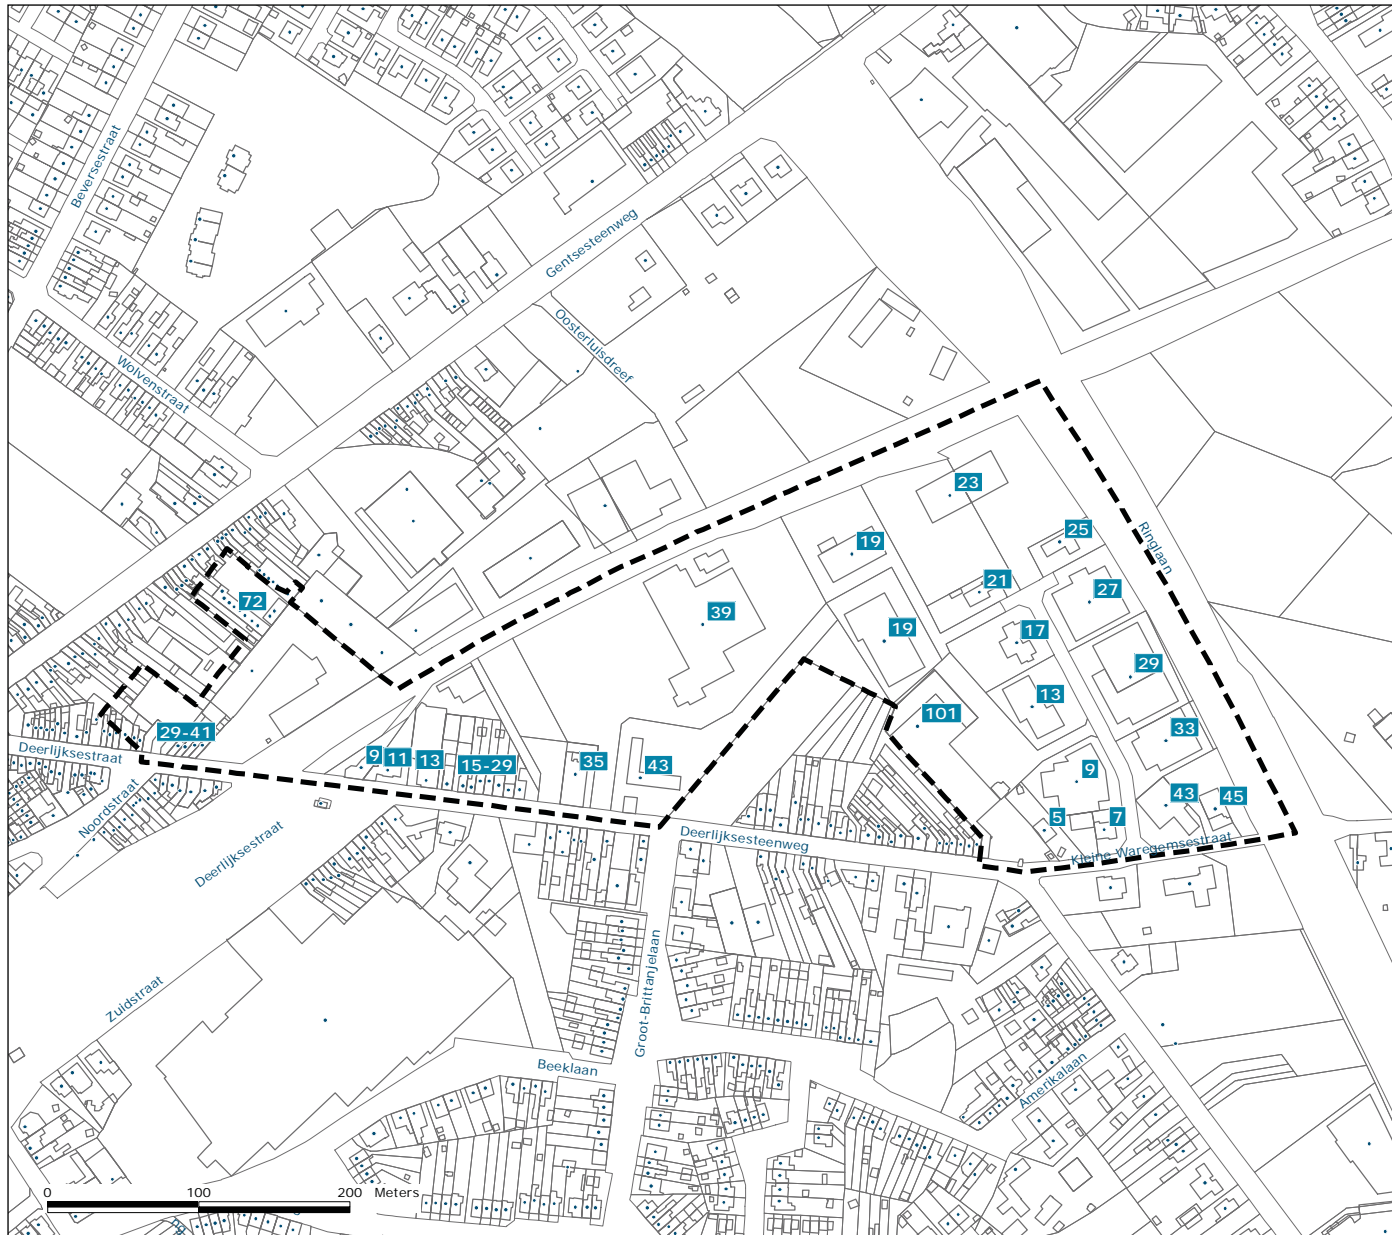 Beversestraat
Gentsesteenweg
Oosterluisdreef
Wolvenstraat
23
25
Ringlaan
19
21
27
72
39
19
17
29
13
101
29-41
33
Deerlijksestraat
9
11
13
15-29
35
43
9
43
45
Noordstraat
5
7
Deerlijksesteenweg
Kleine Waregemsestraat
Deerlijksestraat
Zuidstraat
Groot-Brittanjelaan
Beeklaan
Amerikalaan
0
100
200
Meters